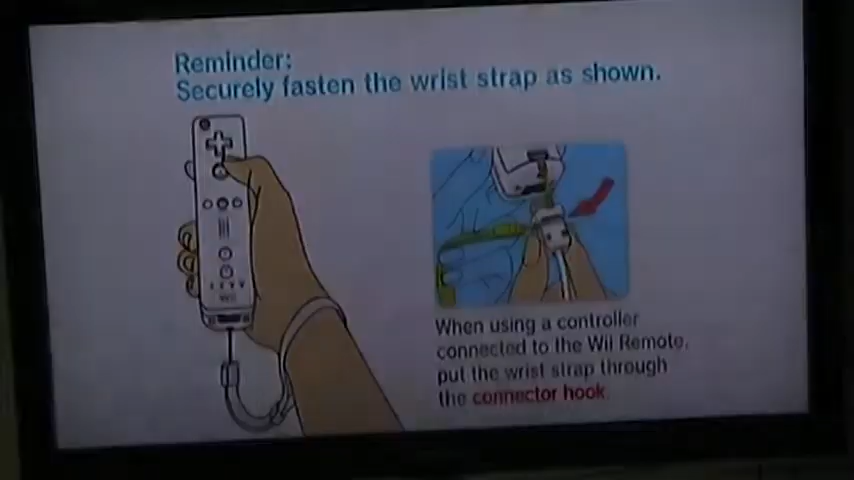 Reminder:
Securely fasten the wrist strap as shown.
Wii
When using a controller
connected to the Wii Remote,
put the wrist strap through
the connector hook.